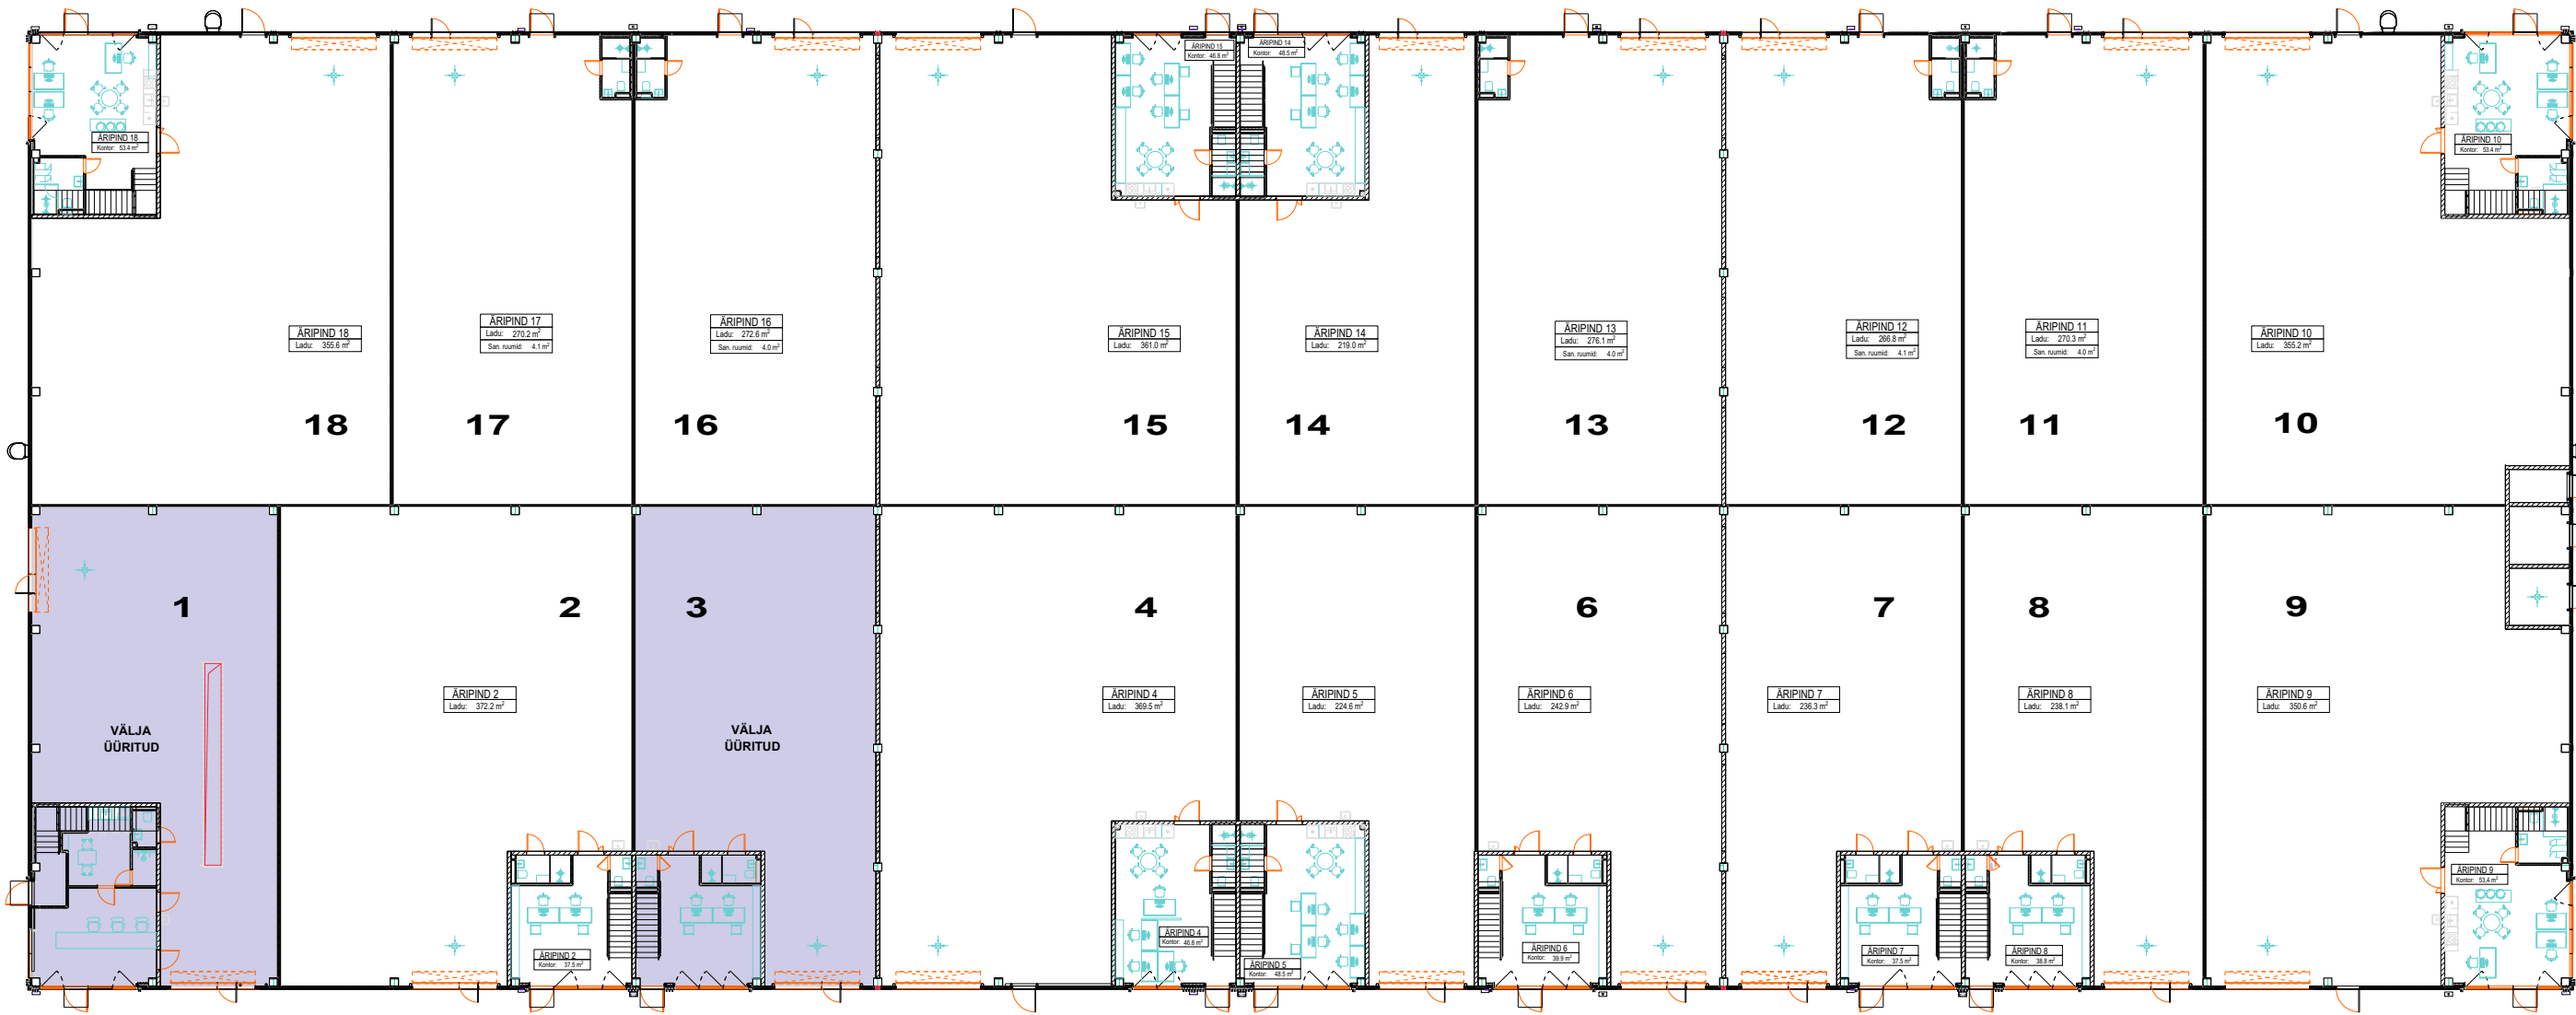 ÄRIPIND 18
Kontor: 53.4 m²
ÄRIPIND 15
Kontor: 46.8 m²
ÄRIPIND 14
Kontor: 48.5 m²
ÄRIPIND 10
Kontor: 53.4 m²
ÄRIPIND 18
Ladu: 355.6 m²
ÄRIPIND 17
Ladu: 270.2 m²
San. ruumid: 4.1 m²
ÄRIPIND 16
Ladu: 272.6 m²
San. ruumid: 4.0 m²
ÄRIPIND 15
Ladu: 361.0 m²
ÄRIPIND 14
Ladu: 219.0 m²
ÄRIPIND 13
Ladu: 276.1 m²
San. ruumid: 4.0 m²
ÄRIPIND 12
Ladu: 266.8 m²
San. ruumid: 4.1 m²
ÄRIPIND 11
Ladu: 270.3 m²
San. ruumid: 4.0 m²
ÄRIPIND 10
Ladu: 355.2 m²
18
17
16
15
14
13
12
11
10
1
2
3
4
6
7
8
9
VÄLJA
ÜÜRITUD
ÄRIPIND 2
Ladu: 372.2 m²
VÄLJA
ÜÜRITUD
ÄRIPIND 4
Ladu: 369.5 m²
ÄRIPIND 5
Ladu: 224.6 m²
ÄRIPIND 6
Ladu: 242.9 m²
ÄRIPIND 7
Ladu: 236.3 m²
ÄRIPIND 8
Ladu: 238.1 m²
ÄRIPIND 9
Ladu: 350.6 m²
ÄRIPIND 2
Kontor: 37.5 m²
ÄRIPIND 4
Kontor: 46.8 m²
ÄRIPIND 5
Kontor: 48.5 m²
ÄRIPIND 6
Kontor: 39.9 m²
ÄRIPIND 7
Kontor: 37.5 m²
ÄRIPIND 8
Kontor: 38.8 m²
ÄRIPIND 9
Kontor: 53,4 m²